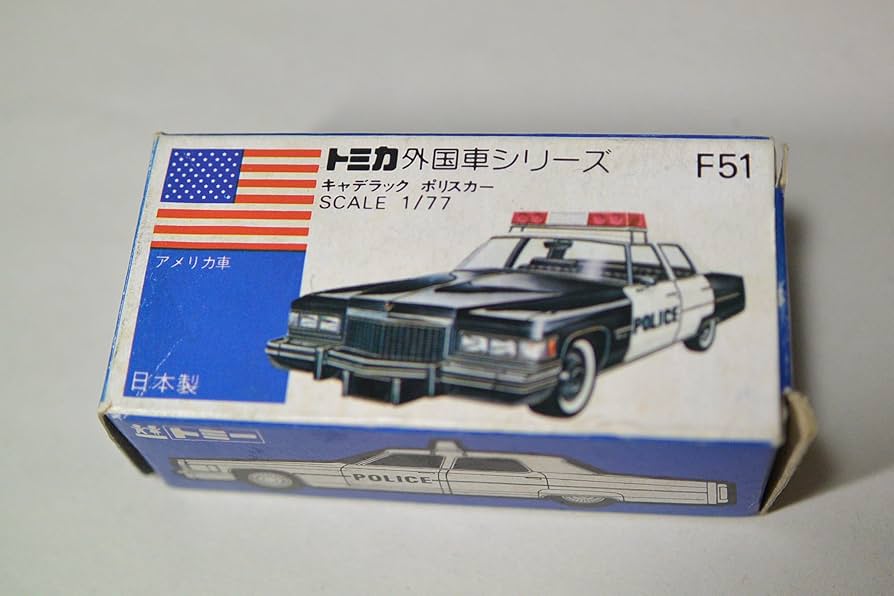 トミカ外国車シリーズ
F51
キャデラック ポリスカー
SCALE 1/77
アメリカ車
POLICE
日本製
トミー
POLICE